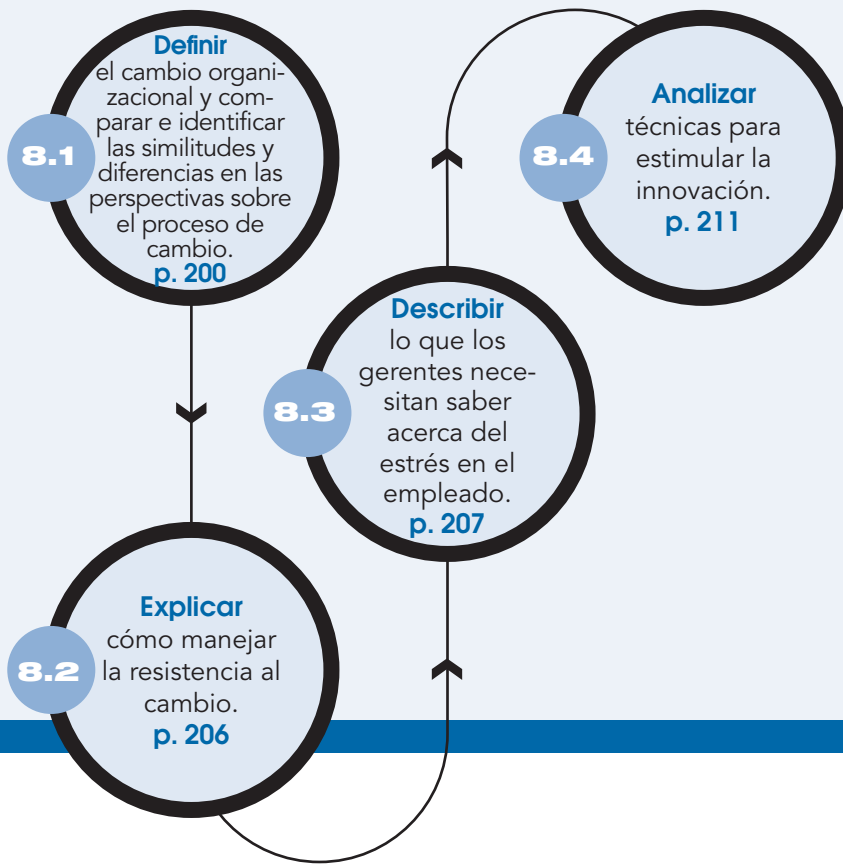 8.1
Definir
el cambio organi-
zacional y com-
parar e identificar
las similitudes y
diferencias en las
perspectivas sobre
el proceso de
cambio.
p. 200
8.2
Explicar
cómo manejar
la resistencia al
cambio.
p. 206
8.3
Describir
lo que los
gerentes nece-
sitan saber
acerca del
estrés en el
empleado.
p. 207
8.4
Analizar
técnicas para
estimular la
innovación.
p. 211